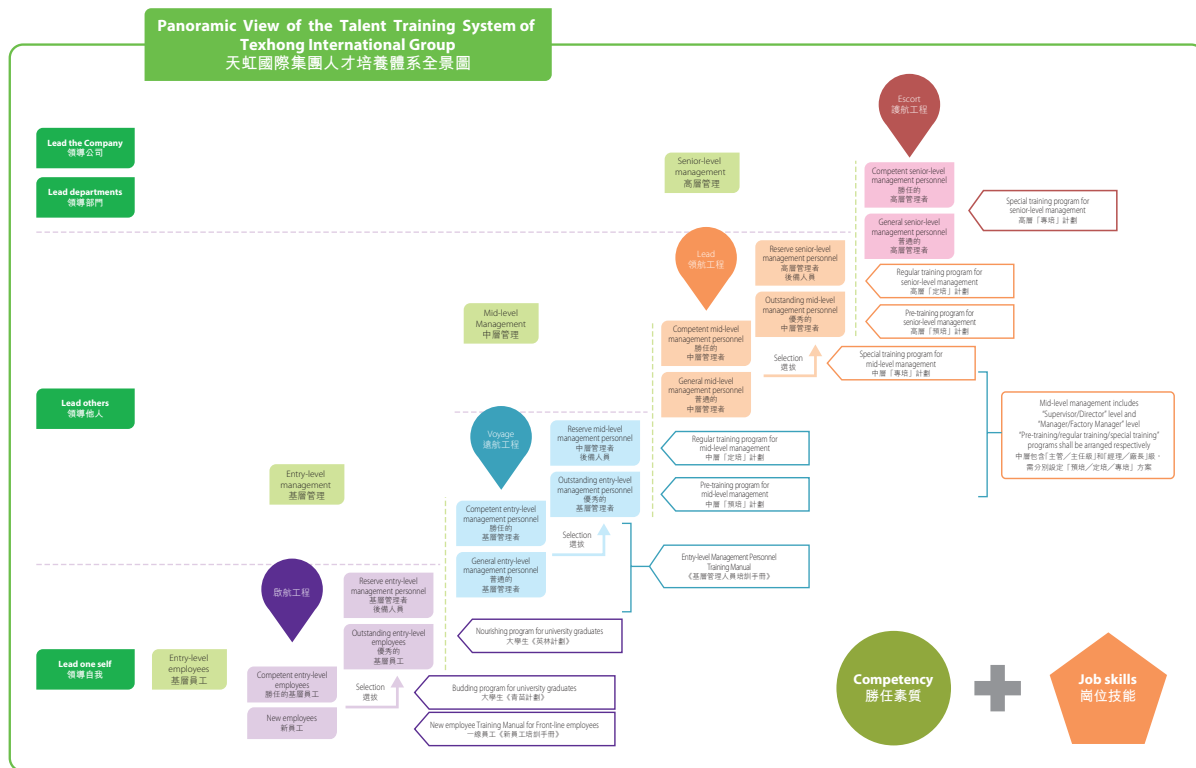 Panoramic View of the Talent Training System of
Texhong International Group
天虹國際集團人才培養體系全景圖
Escort
護航工程
Lead the Company
領導公司
Lead departments
領導部門
Senior-level
management
高層管理
Competent senior-level
management personnel
勝任的
高層管理者
General senior-level
management personnel
普通的
高層管理者
Special training program for
senior-level management
高層「專培」計劃
Lead
領航工程
Reserve senior-level
management personnel
高層管理者
後備人員
Outstanding mid-level
management personnel
優秀的
中層管理者
Regular training program for
senior-level management
高層「定培」計劃
Pre-training program for
senior-level management
高層「預培」計劃
Mid-level
Management
中層管理
Competent mid-level
management personnel
勝任的
中層管理者
General mid-level
management personnel
普通的
中層管理者
Selection
選拔
Special training program for
mid-level management
中層「專培」計劃
Lead others
領導他人
Mid-level management includes
"Supervisor/Director" level and
"Manager/Factory Manager" level
"Pre-training/regular training/special training"
programs shall be arranged respectively
中層包含「主管／主任級」和「經理／廠長」級，
需分別設定「預培／定培／專培」方案
Voyage
遠航工程
Reserve mid-level
management personnel
中層管理者
後備人員
Outstanding entry-level
management personnel
優秀的
基層管理者
Regular training program for
mid-level management
中層「定培」計劃
Pre-training program for
mid-level management
中層「預培」計劃
Entry-level
management
基層管理
Competent entry-level
management personnel
勝任的
基層管理者
General entry-level
management personnel
普通的
基層管理者
Selection
選拔
Entry-level Management Personnel
Training Manual
《基層管理人員培訓手冊》
啟航工程
Reserve entry-level
management personnel
基層管理者
後備人員
Outstanding entry-level
employees
優秀的
基層員工
Nourishing program for university graduates
大學生《英林計劃》
Lead one self
領導自我
Entry-level
employees
基層員工
Competent entry-level
employees
勝任的基層員工
New employees
新員工
Selection
選拔
Budding program for university graduates
大學生《青苗計劃》
New employee Training Manual for Front-line employees
一線員工《新員工培訓手冊》
Competency
勝任素質
Job skills
崗位技能